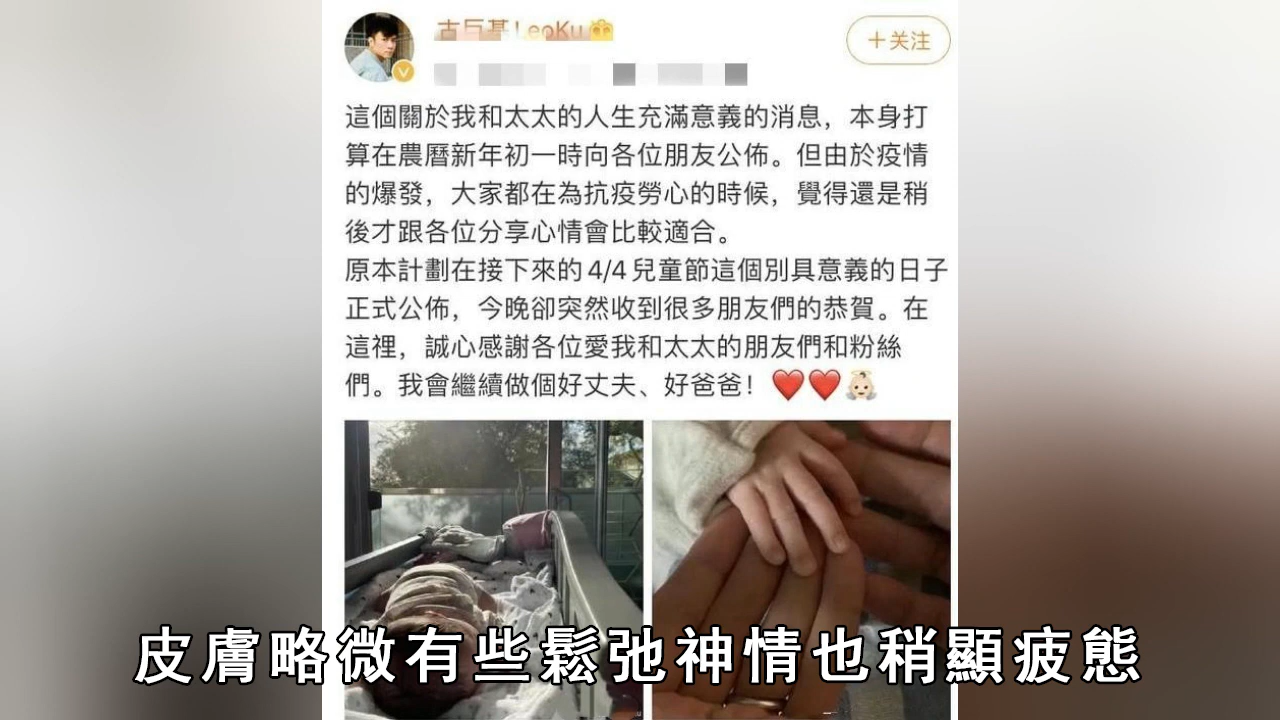 古巨基LeoKu
+关注
這個關於我和太太的人生充滿意義的消息，本身打
算在農曆新年初一時向各位朋友公佈。但由於疫情
的爆發，大家都在為抗疫勞心的時候，覺得還是稍
後才跟各位分享心情會比較適合。
原本計劃在接下來的 4/4 兒童節這個別具意義的日子
正式公佈，今晚卻突然收到很多朋友們的恭賀。在
這裡，誠心感謝各位愛我和太太的朋友們和粉絲
們。我會繼續做個好丈夫、好爸爸！❤️❤️👼🏻
皮膚略微有些鬆弛神情也稍顯疲態